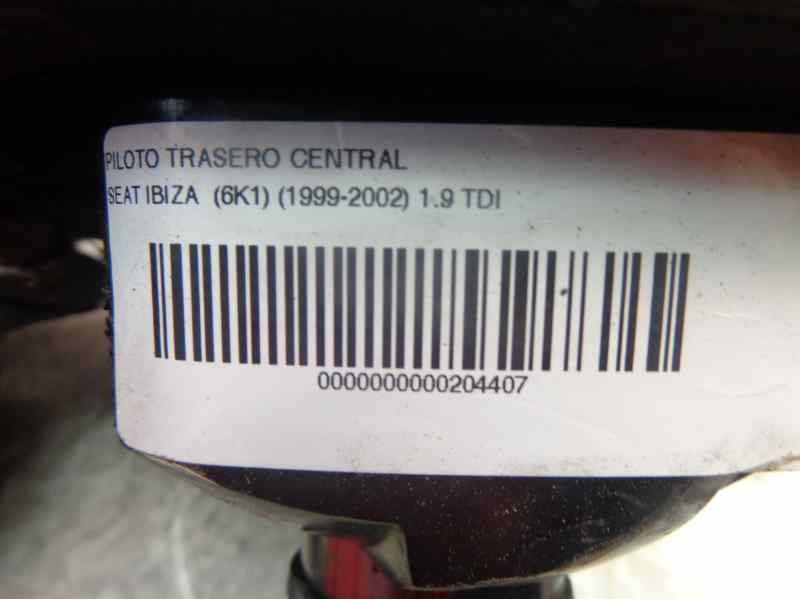 PILOTO TRASERO CENTRAL
SEAT IBIZA (6K1) (1999-2002) 1.9 TDI
0000000000204407